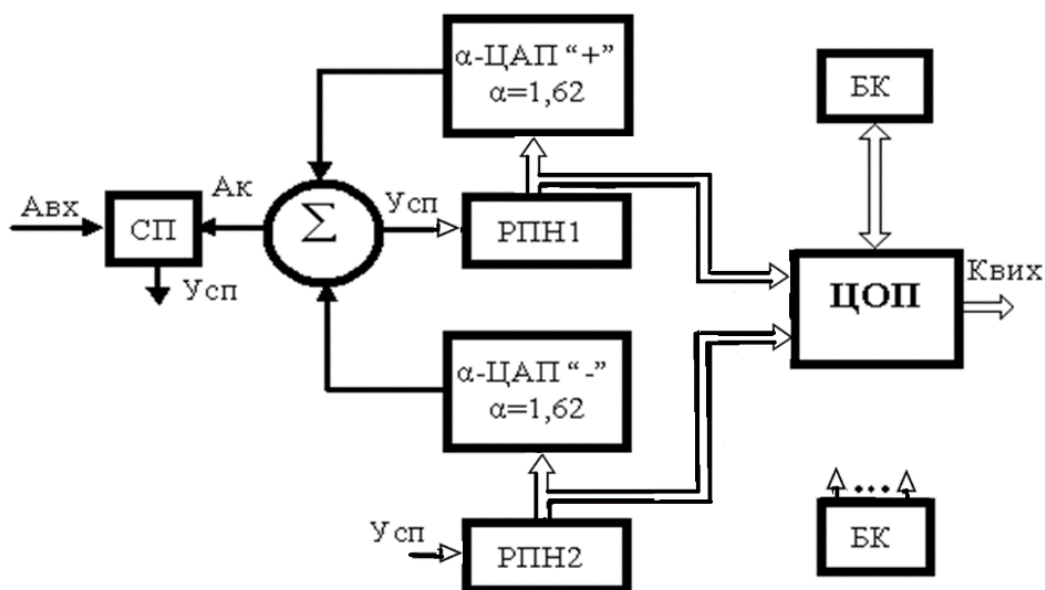 α-ЦАП “+”
α=1,62
БК
Авх
СП
Ак
Σ
Усп
РПН1
Усп
ЦОП
Квих
α-ЦАП “-”
α=1,62
Усп
РПН2
...
БК